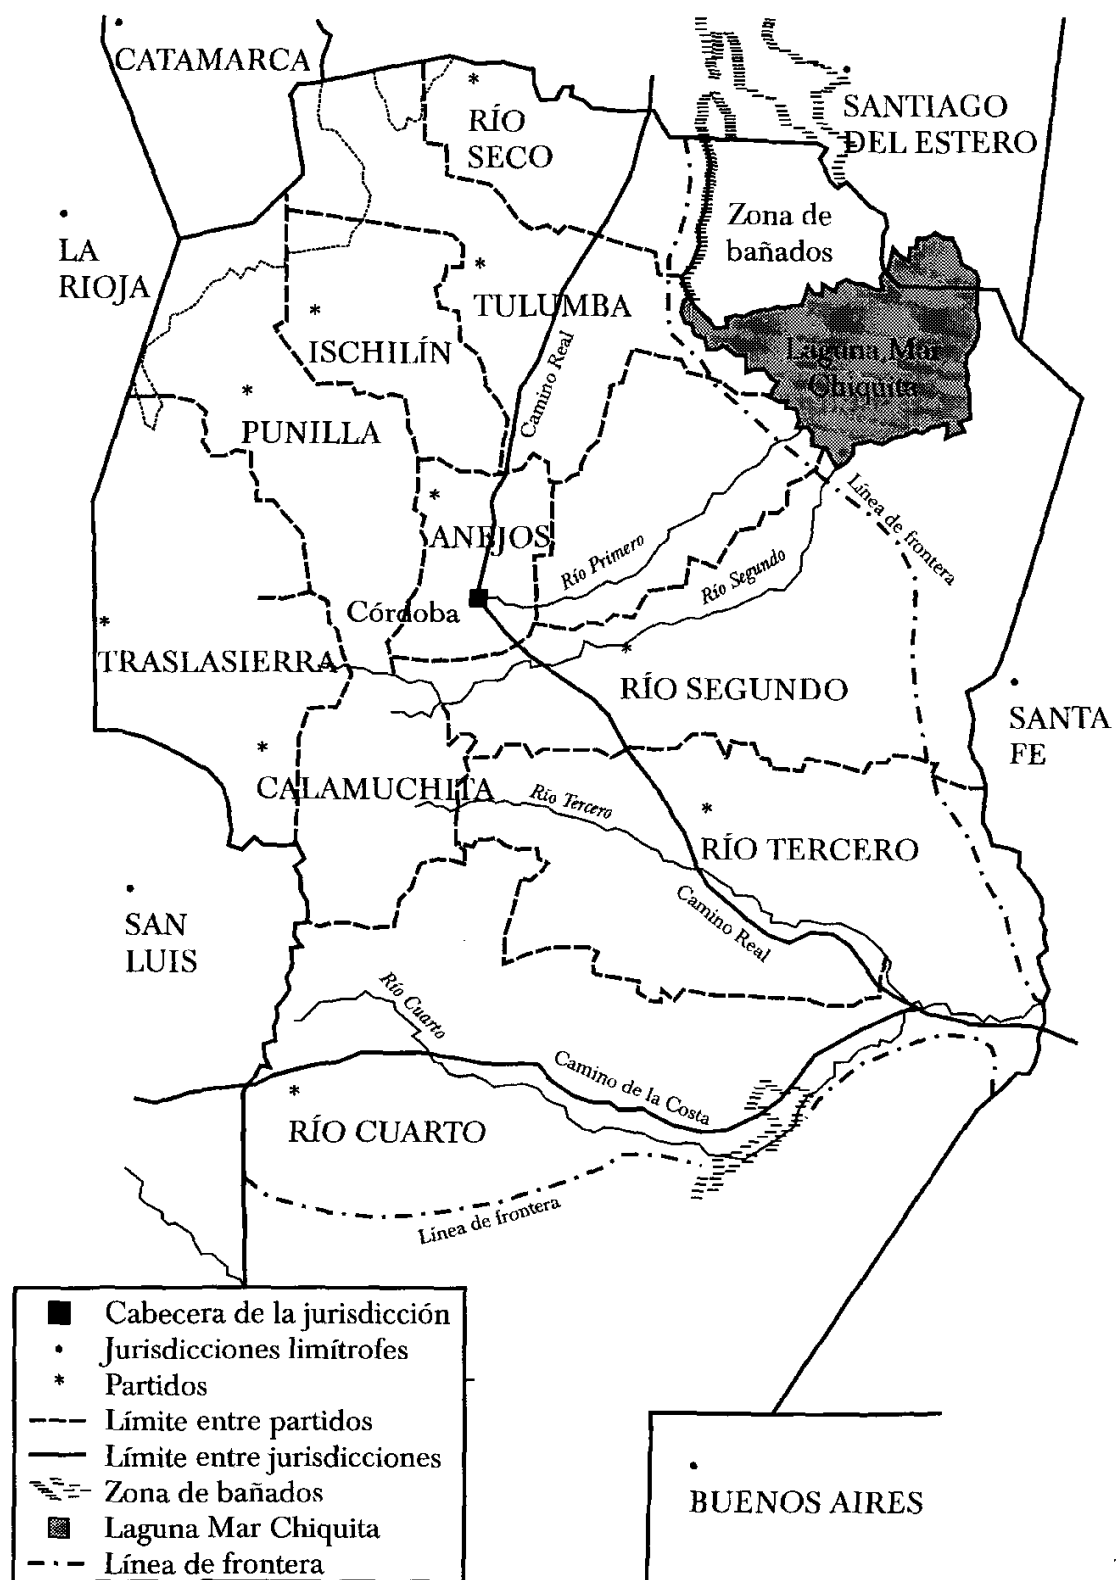 CATAMARCA
RÍO
SECO
SANTIAGO
DEL ESTERO
LA
RIOJA
Zona de
bañados
TULUMBA
ISCHILÍN
Camino Real
Laguna Mar
Chiquita
PUNILLA
ANEJOS
Línea de frontera
Río Primero
Río Segundo
Córdoba
TRASLASIERRA
RÍO SEGUNDO
SANTA
FE
CALAMUCHITA
Río Tercero
RÍO TERCERO
SAN
LUIS
Camino Real
Río Cuarto
Camino de la Costa
RÍO CUARTO
Línea de frontera
Cabecera de la jurisdicción
Jurisdicciones limítrofes
Partidos
Límite entre partidos
Límite entre jurisdicciones
Zona de bañados
Laguna Mar Chiquita
Línea de frontera
BUENOS AIRES